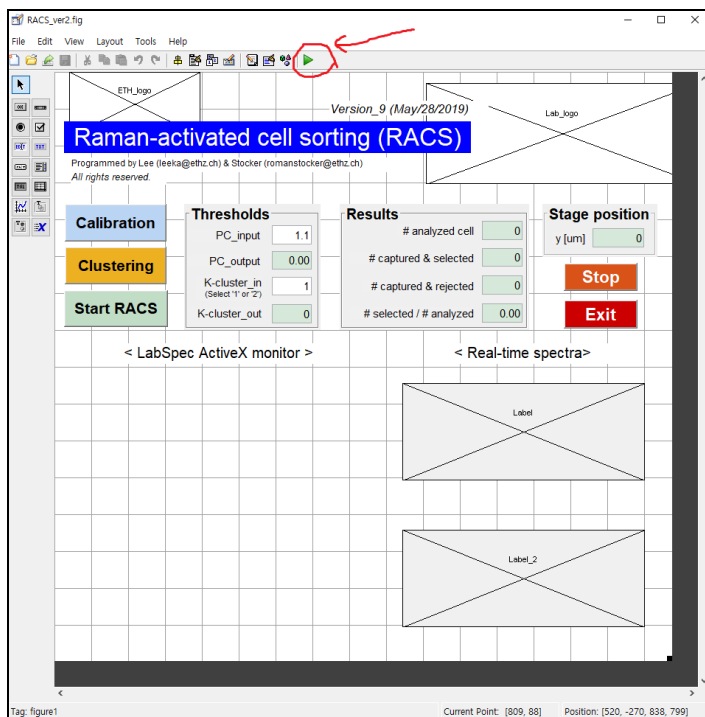 RACS_ver2.fig
File Edit View Layout Tools Help
ETH_logo
Version_9 (May/28/2019)
Lab_logo
Raman-activated cell sorting (RACS)
Programmed by Lee (leeka@ethz.ch) & Stocker (romanstocker@ethz.ch)
All rights reserved.
Calibration
Clustering
Start RACS
Thresholds
PC_input 1.1
PC_output 0.00
K-cluster_in 1
(Select '1' or '2')
K-cluster_out 0
Results
# analyzed cell 0
# captured & selected 0
# captured & rejected 0
# selected / # analyzed 0.00
Stage position
y [um] 0
Stop
Exit
< LabSpec ActiveX monitor >
< Real-time spectra>
Label
Label_2
Tag: figure1
Current Point: [809, 88]
Position: [520, -270, 838, 799]